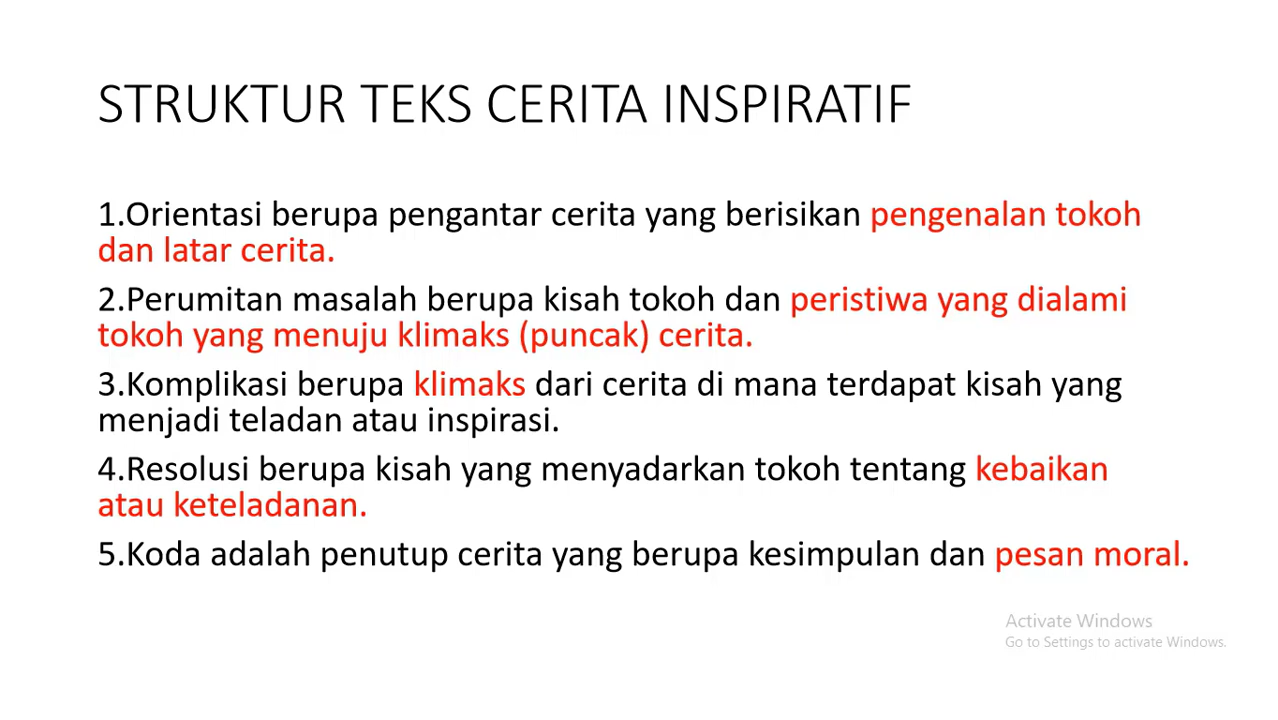 STRUKTUR TEKS CERITA INSPIRATIF
1.Orientasi berupa pengantar cerita yang berisikan pengenalan tokoh
dan latar cerita.
2.Perumitan masalah berupa kisah tokoh dan peristiwa yang dialami
tokoh yang menuju klimaks (puncak) cerita.
3.Komplikasi berupa klimaks dari cerita di mana terdapat kisah yang
menjadi teladan atau inspirasi.
4.Resolusi berupa kisah yang menyadarkan tokoh tentang kebaikan
atau keteladanan.
5.Koda adalah penutup cerita yang berupa kesimpulan dan pesan moral.
Activate Windows
Go to Settings to activate Windows.